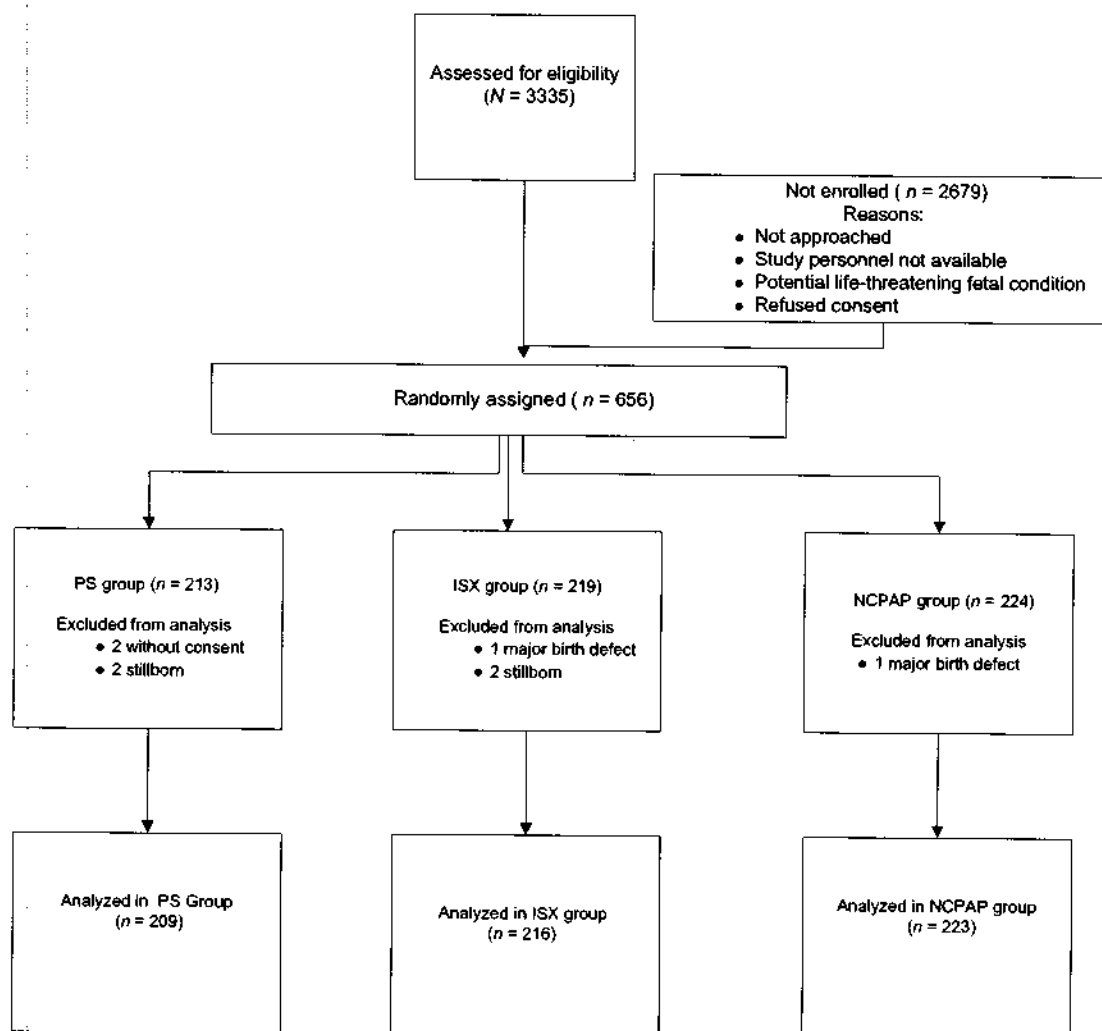 Assessed for eligibility
(N = 3335)
Not enrolled ( n = 2679)
Reasons:
• Not approached
• Study personnel not available
• Potential life-threatening fetal condition
• Refused consent
Randomly assigned ( n = 656)
PS group (n = 213)
Excluded from analysis
• 2 without consent
• 2 stillborn
ISX group (n = 219)
Excluded from analysis
• 1 major birth defect
• 2 stillborn
NCPAP group (n = 224)
Excluded from analysis
• 1 major birth defect
Analyzed in PS Group
(n = 209)
Analyzed in ISX group
(n = 216)
Analyzed in NCPAP group
(n = 223)